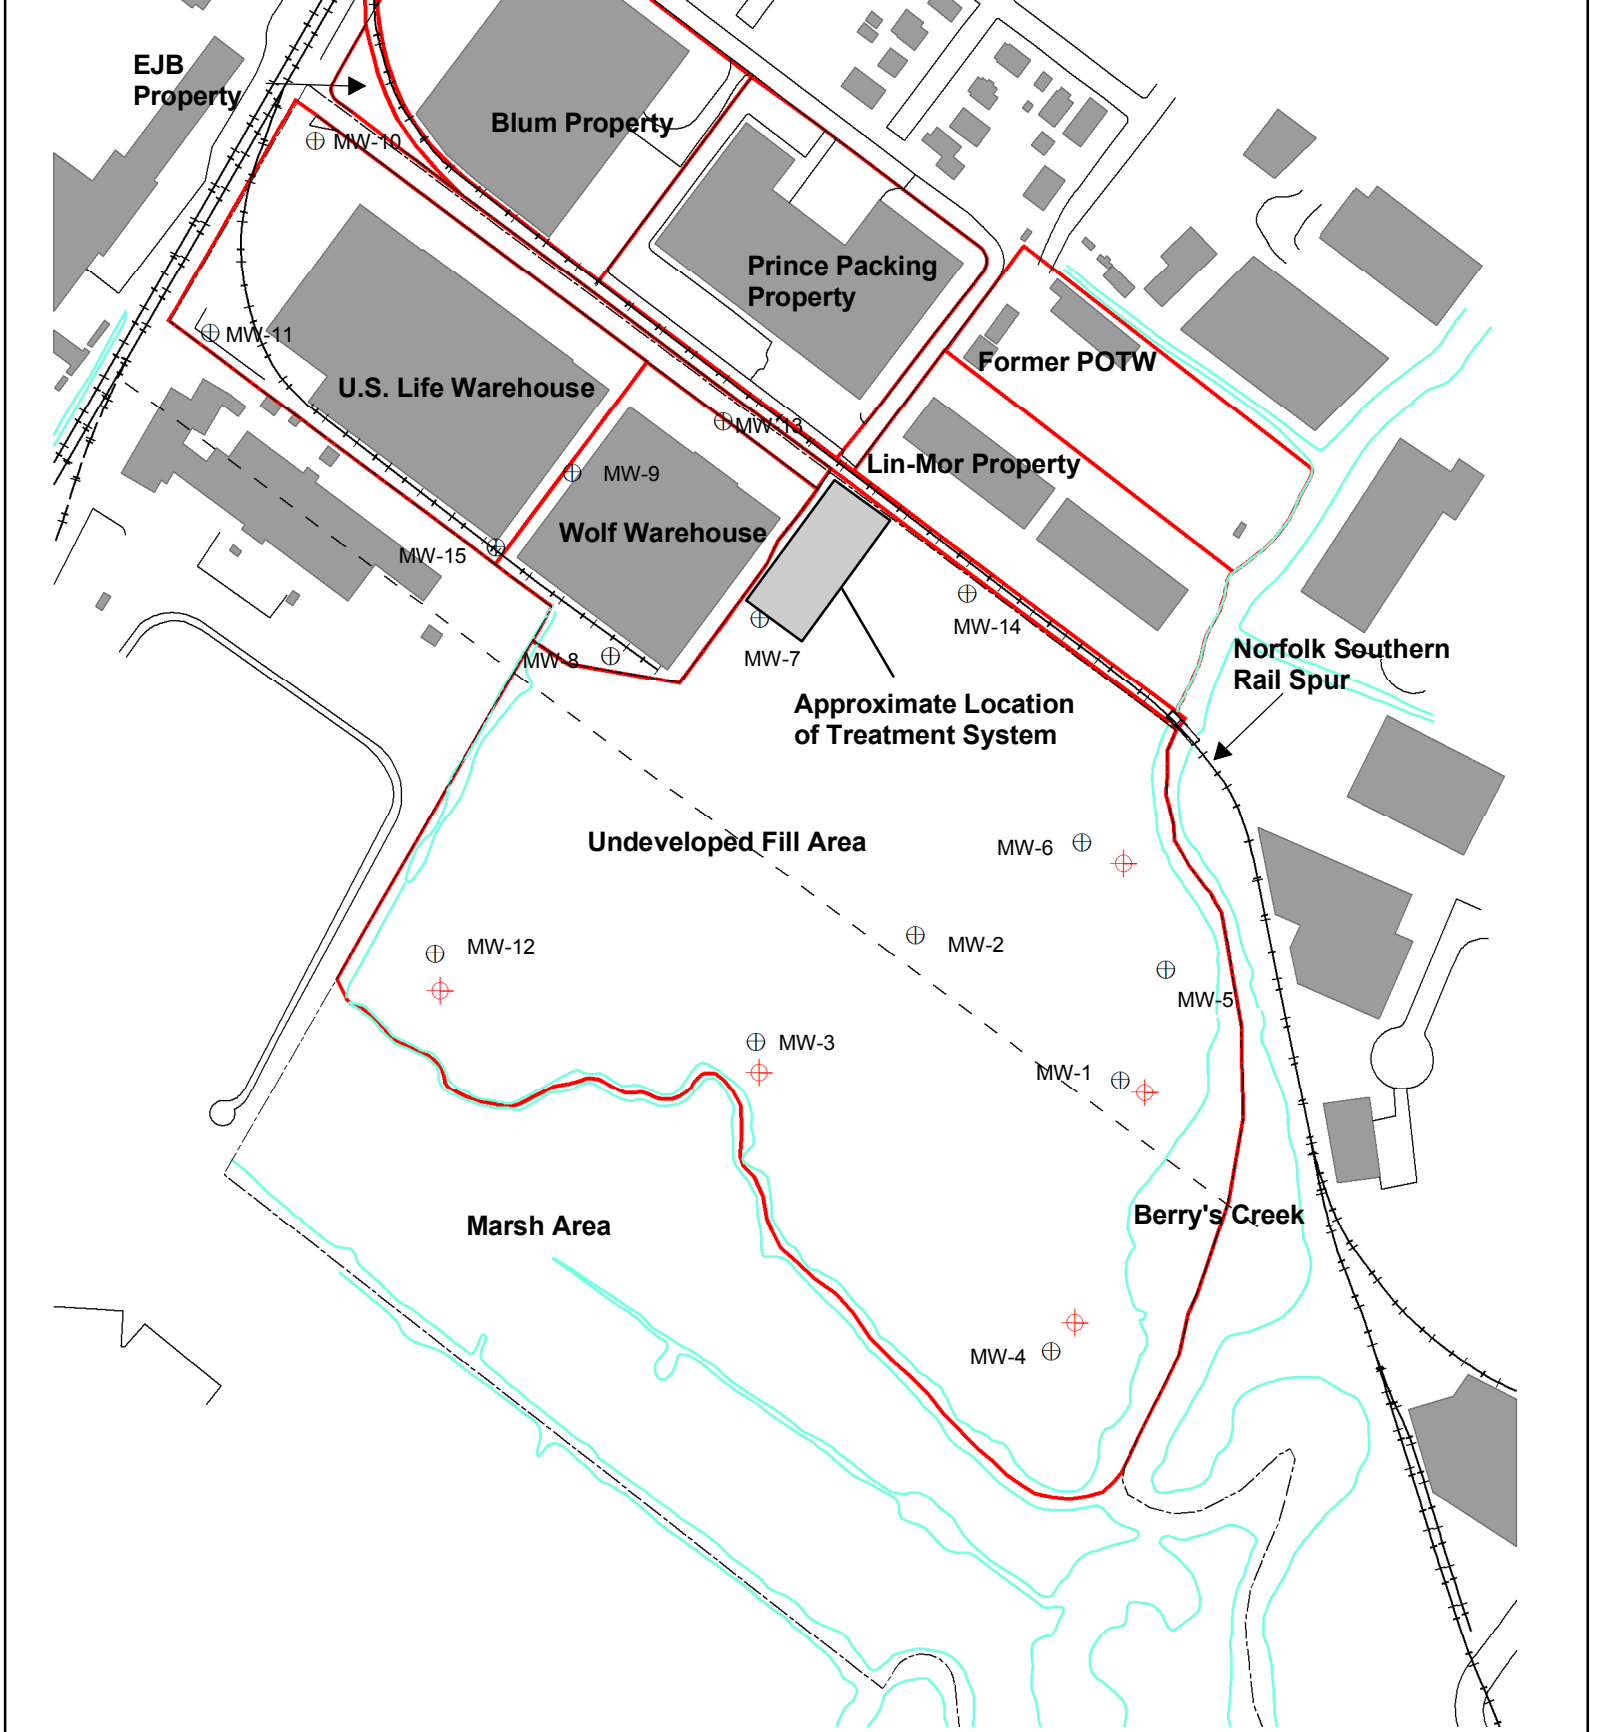 EJB
Property
Blum Property
MW-10
Prince Packing
Property
MW-11
Former POTW
U.S. Life Warehouse
MW-13
Lin-Mor Property
MW-9
Wolf Warehouse
MW-15
MW-14
MW-8
MW-7
Norfolk Southern
Rail Spur
Approximate Location
of Treatment System
Undeveloped Fill Area
MW-6
MW-12
MW-2
MW-5
MW-3
MW-1
Marsh Area
Berry's Creek
MW-4